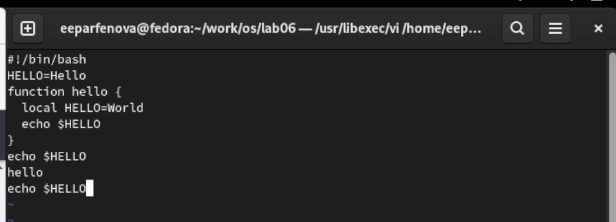 eeparfenova@fedora:~/work/os/lab06 — /usr/libexec/vi /home/eep...
#!/bin/bash
HELLO=Hello
function hello {
  local HELLO=World
  echo $HELLO
}
echo $HELLO
hello
echo $HELLO
~
~